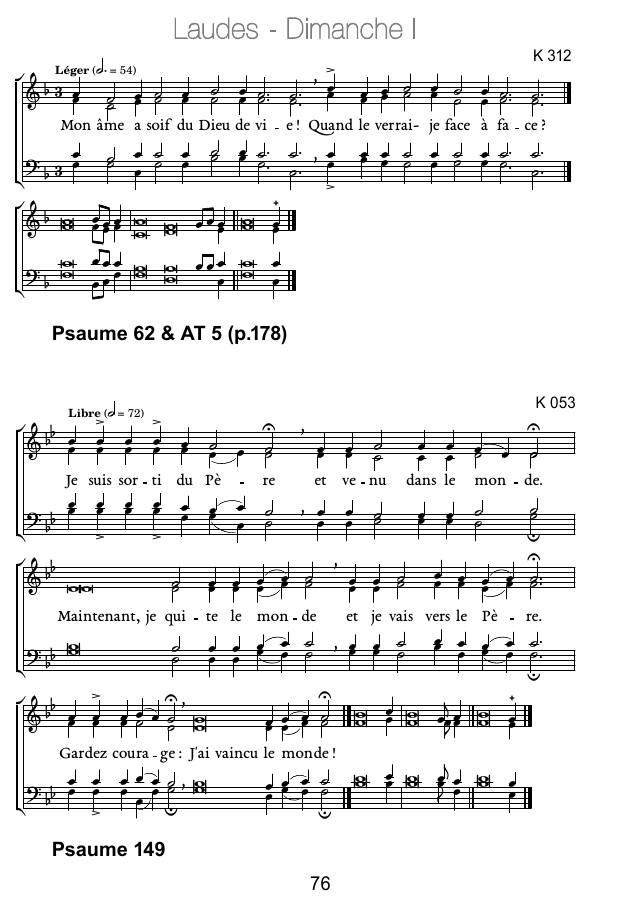 Laudes - Dimanche I
K 312
Léger (𝅗𝅥. = 54)
Mon âme a soif du Dieu de vi - e! Quand le verrai- je face à fa - ce?
Psaume 62 & AT 5 (p.178)
K 053
Libre (𝅗𝅥 = 72)
Je suis sor - ti du Pè - re et ve - nu dans le mon - de.
Maintenant, je qui - te le mon - de et je vais vers le Pè - re.
Gardez coura - ge: J'ai vaincu le monde!
Psaume 149
76